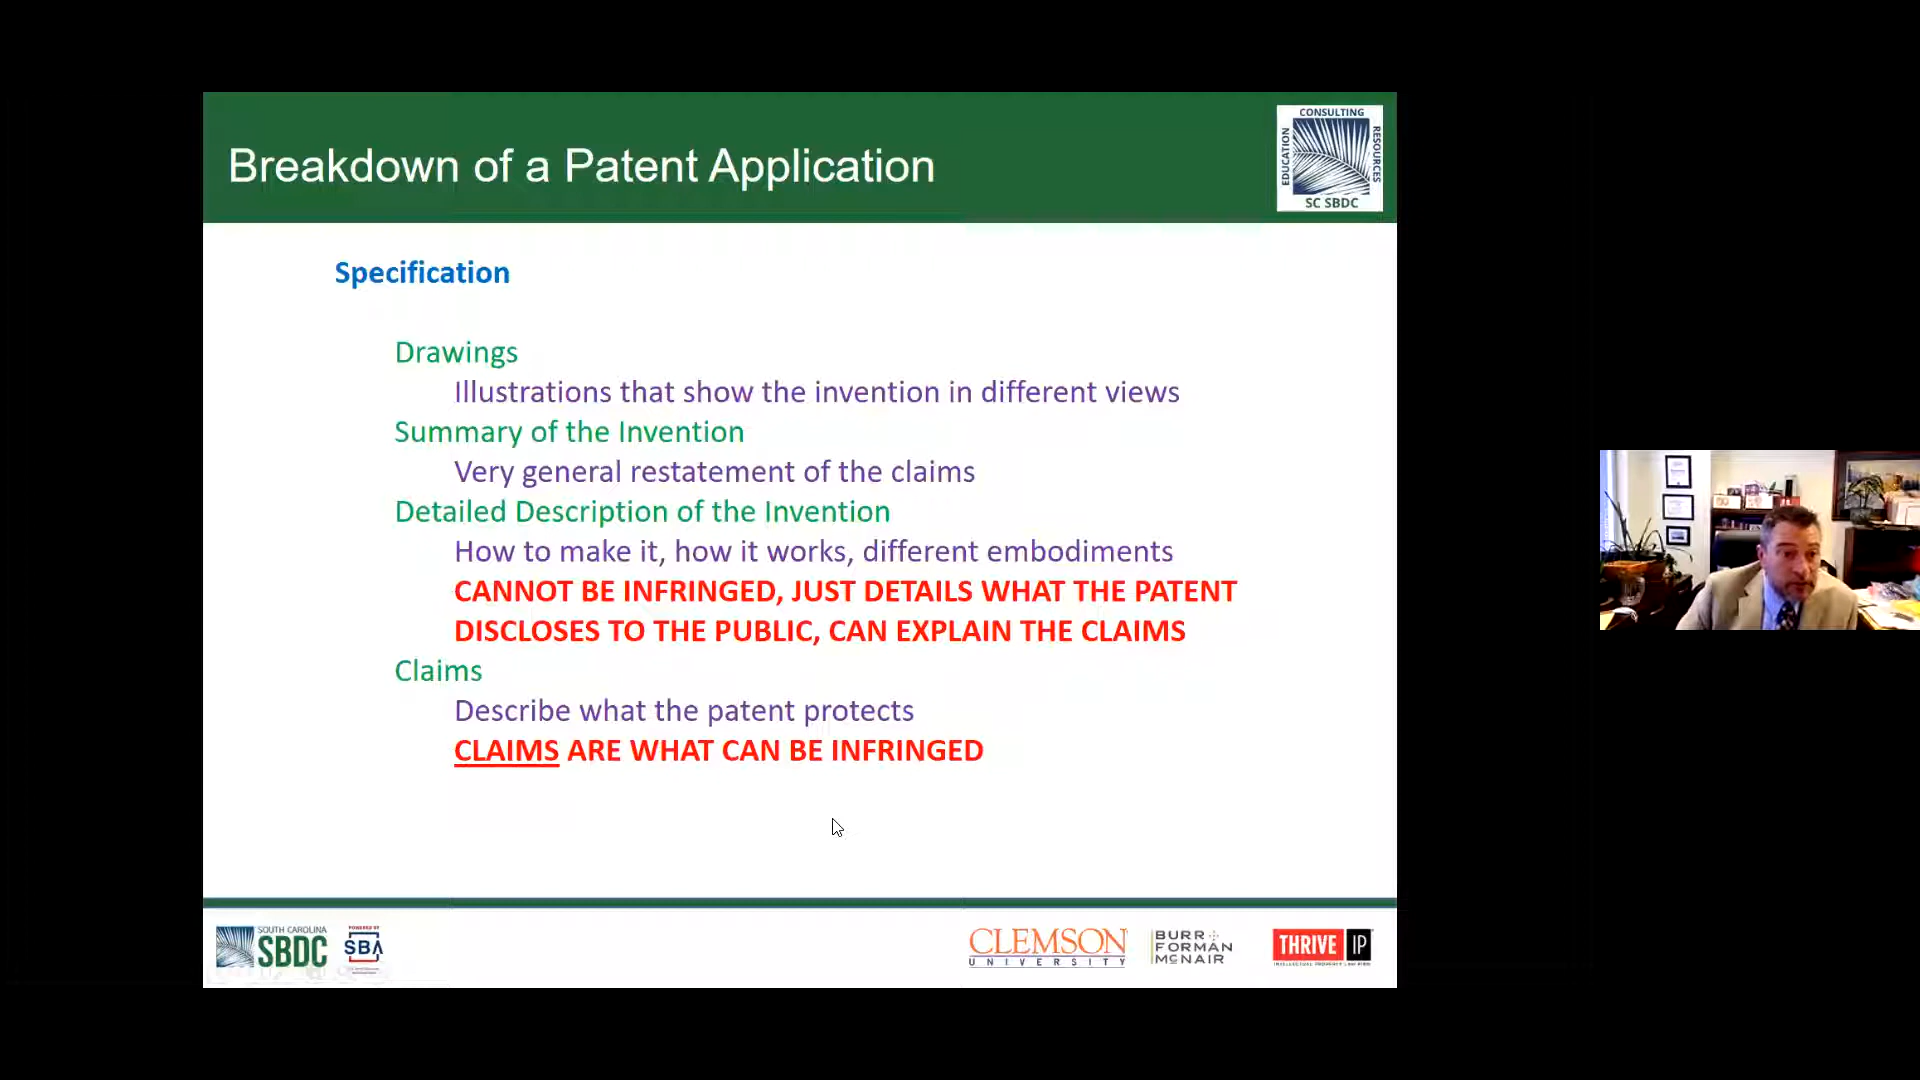 Breakdown of a Patent Application
CONSULTING
EDUCATION
RESOURCES
SC SBDC
Specification
Drawings
Illustrations that show the invention in different views
Summary of the Invention
Very general restatement of the claims
Detailed Description of the Invention
How to make it, how it works, different embodiments
CANNOT BE INFRINGED, JUST DETAILS WHAT THE PATENT
DISCLOSES TO THE PUBLIC, CAN EXPLAIN THE CLAIMS
Claims
Describe what the patent protects
CLAIMS ARE WHAT CAN BE INFRINGED
SOUTH CAROLINA
SBDC
POWERED BY
SBA
CLEMSON
UNIVERSITY
BURR
FORMAN
MCNAIR
THRIVE IP